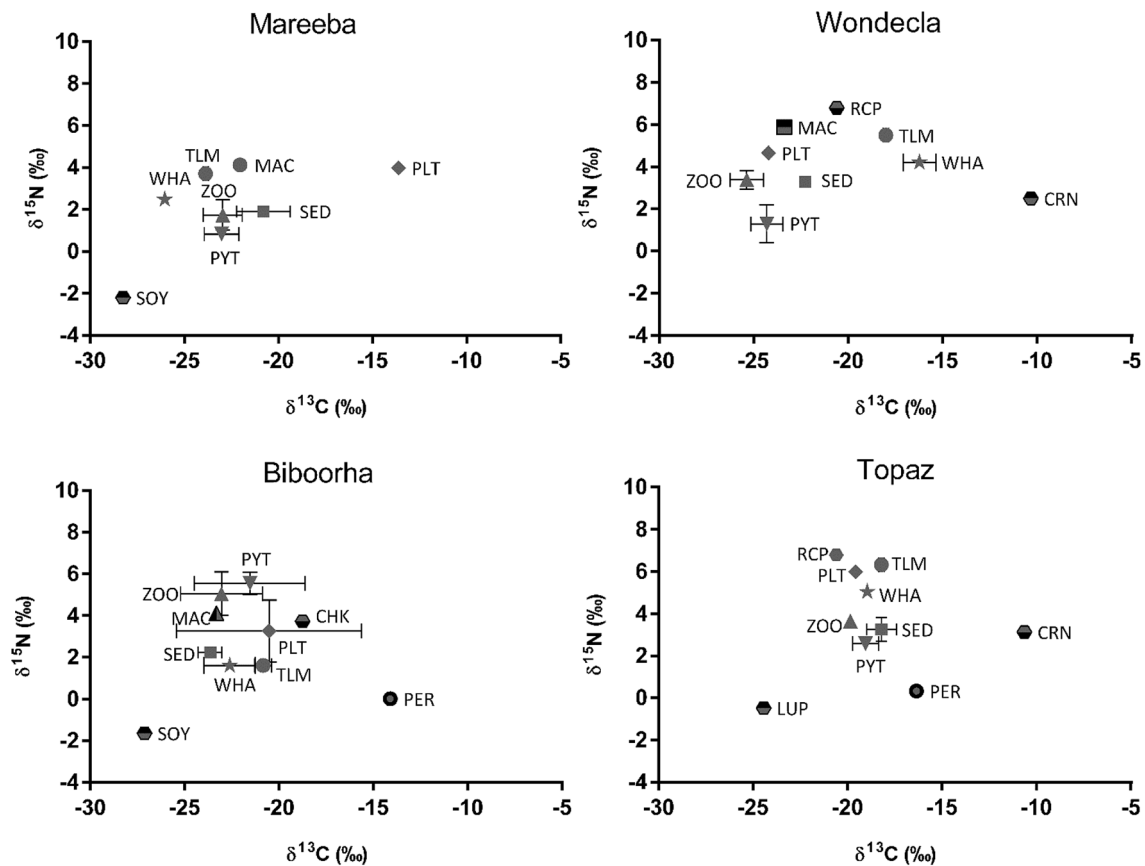 Mareeba
10
8
6
4
2
0
-2
-4
δ¹⁵N (‰)
TLM
MAC
PLT
WHA
ZOO
SED
PYT
SOY
-30
-25
-20
-15
-10
-5
δ¹³C (‰)
Wondecla
10
8
6
4
2
0
-2
-4
δ¹⁵N (‰)
RCP
MAC
TLM
PLT
WHA
ZOO
SED
CRN
PYT
-30
-25
-20
-15
-10
-5
δ¹³C (‰)
Biboorha
10
8
6
4
2
0
-2
-4
δ¹⁵N (‰)
PYT
ZOO
MAC
CHK
PLT
SED
WHA
TLM
PER
SOY
-30
-25
-20
-15
-10
-5
δ¹³C (‰)
Topaz
10
8
6
4
2
0
-2
-4
δ¹⁵N (‰)
RCP
TLM
PLT
WHA
ZOO
SED
CRN
PYT
PER
LUP
-30
-25
-20
-15
-10
-5
δ¹³C (‰)